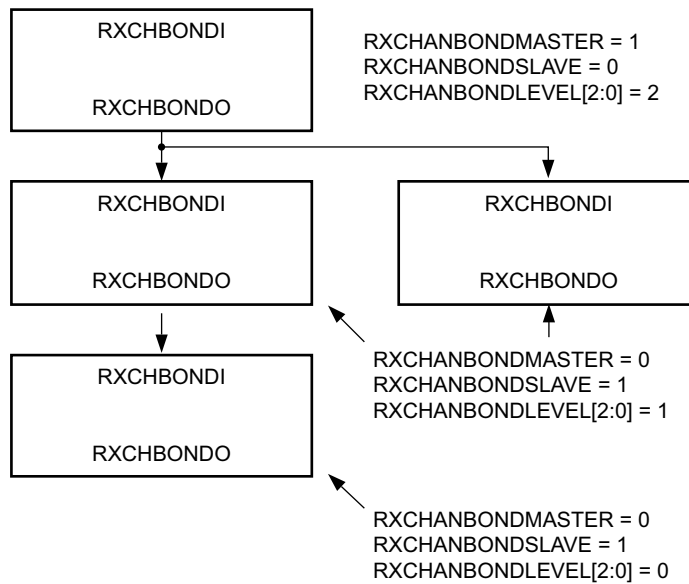 RXCHBONDI
RXCHBONDO
RXCHANBONDMASTER = 1
RXCHANBONDSLAVE = 0
RXCHANBONDLEVEL[2:0] = 2
RXCHBONDI
RXCHBONDO
RXCHBONDI
RXCHBONDO
RXCHANBONDMASTER = 0
RXCHANBONDSLAVE = 1
RXCHANBONDLEVEL[2:0] = 1
RXCHBONDI
RXCHBONDO
RXCHANBONDMASTER = 0
RXCHANBONDSLAVE = 1
RXCHANBONDLEVEL[2:0] = 0